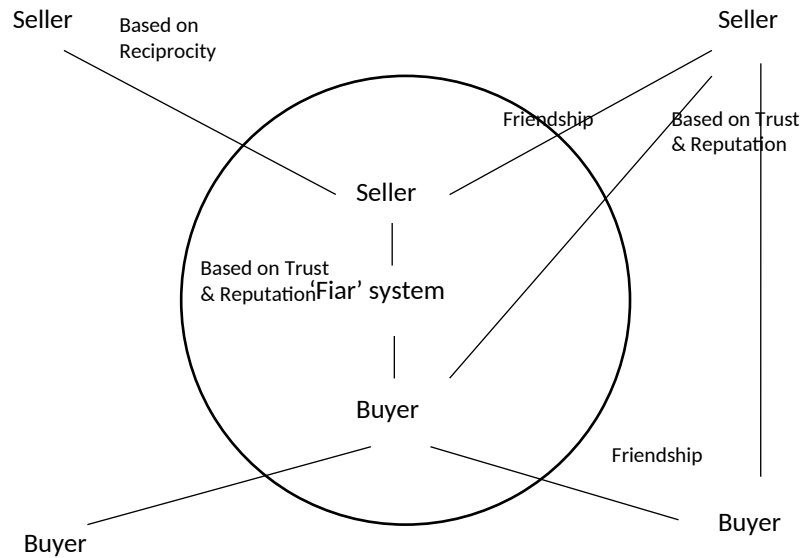 Seller
Based on
Reciprocity
Seller
Friendship
Based on Trust
& Reputation
Seller
Based on Trust
& Reputation
‘Fiar’ system
Buyer
Friendship
Buyer
Buyer